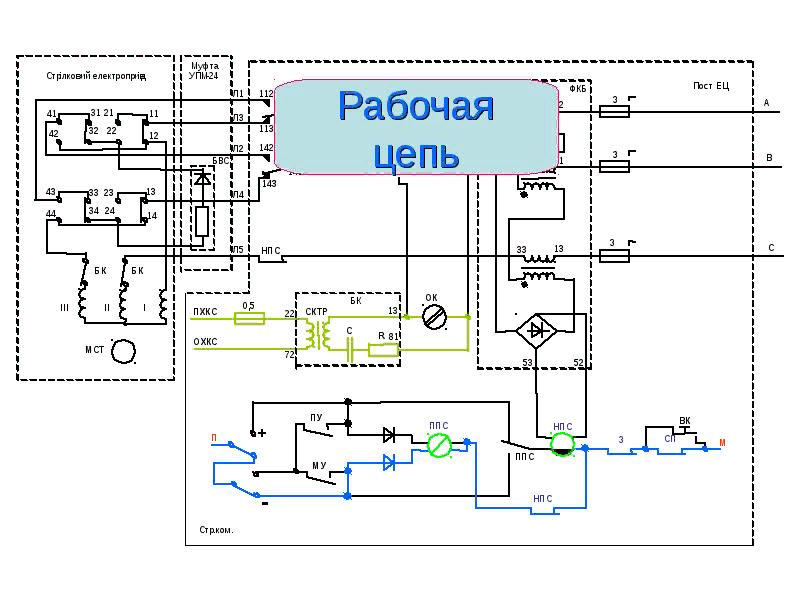 Стрілковий електропривід
Муфта
УПМ-24
Пост ЕЦ
ФКБ
Рабочая
цепь
Л1
112
Л3
113
Л2
142
БВС
143
Л4
Л5
НПС
41
31 21
11
42
32
22
12
43
33 23
13
44
34 24
14
БК
БК
III
II
I
МСТ
2
1
3
А
3
В
3
С
33
13
53
52
ПХКС
0,5
22
СКТР
БК
13
ОК
ОХКС
72
С
R
81
П
+
-
ПУ
МУ
ППС
ППС
НПС
НПС
3
СП
ВК
М
Стр.ком.